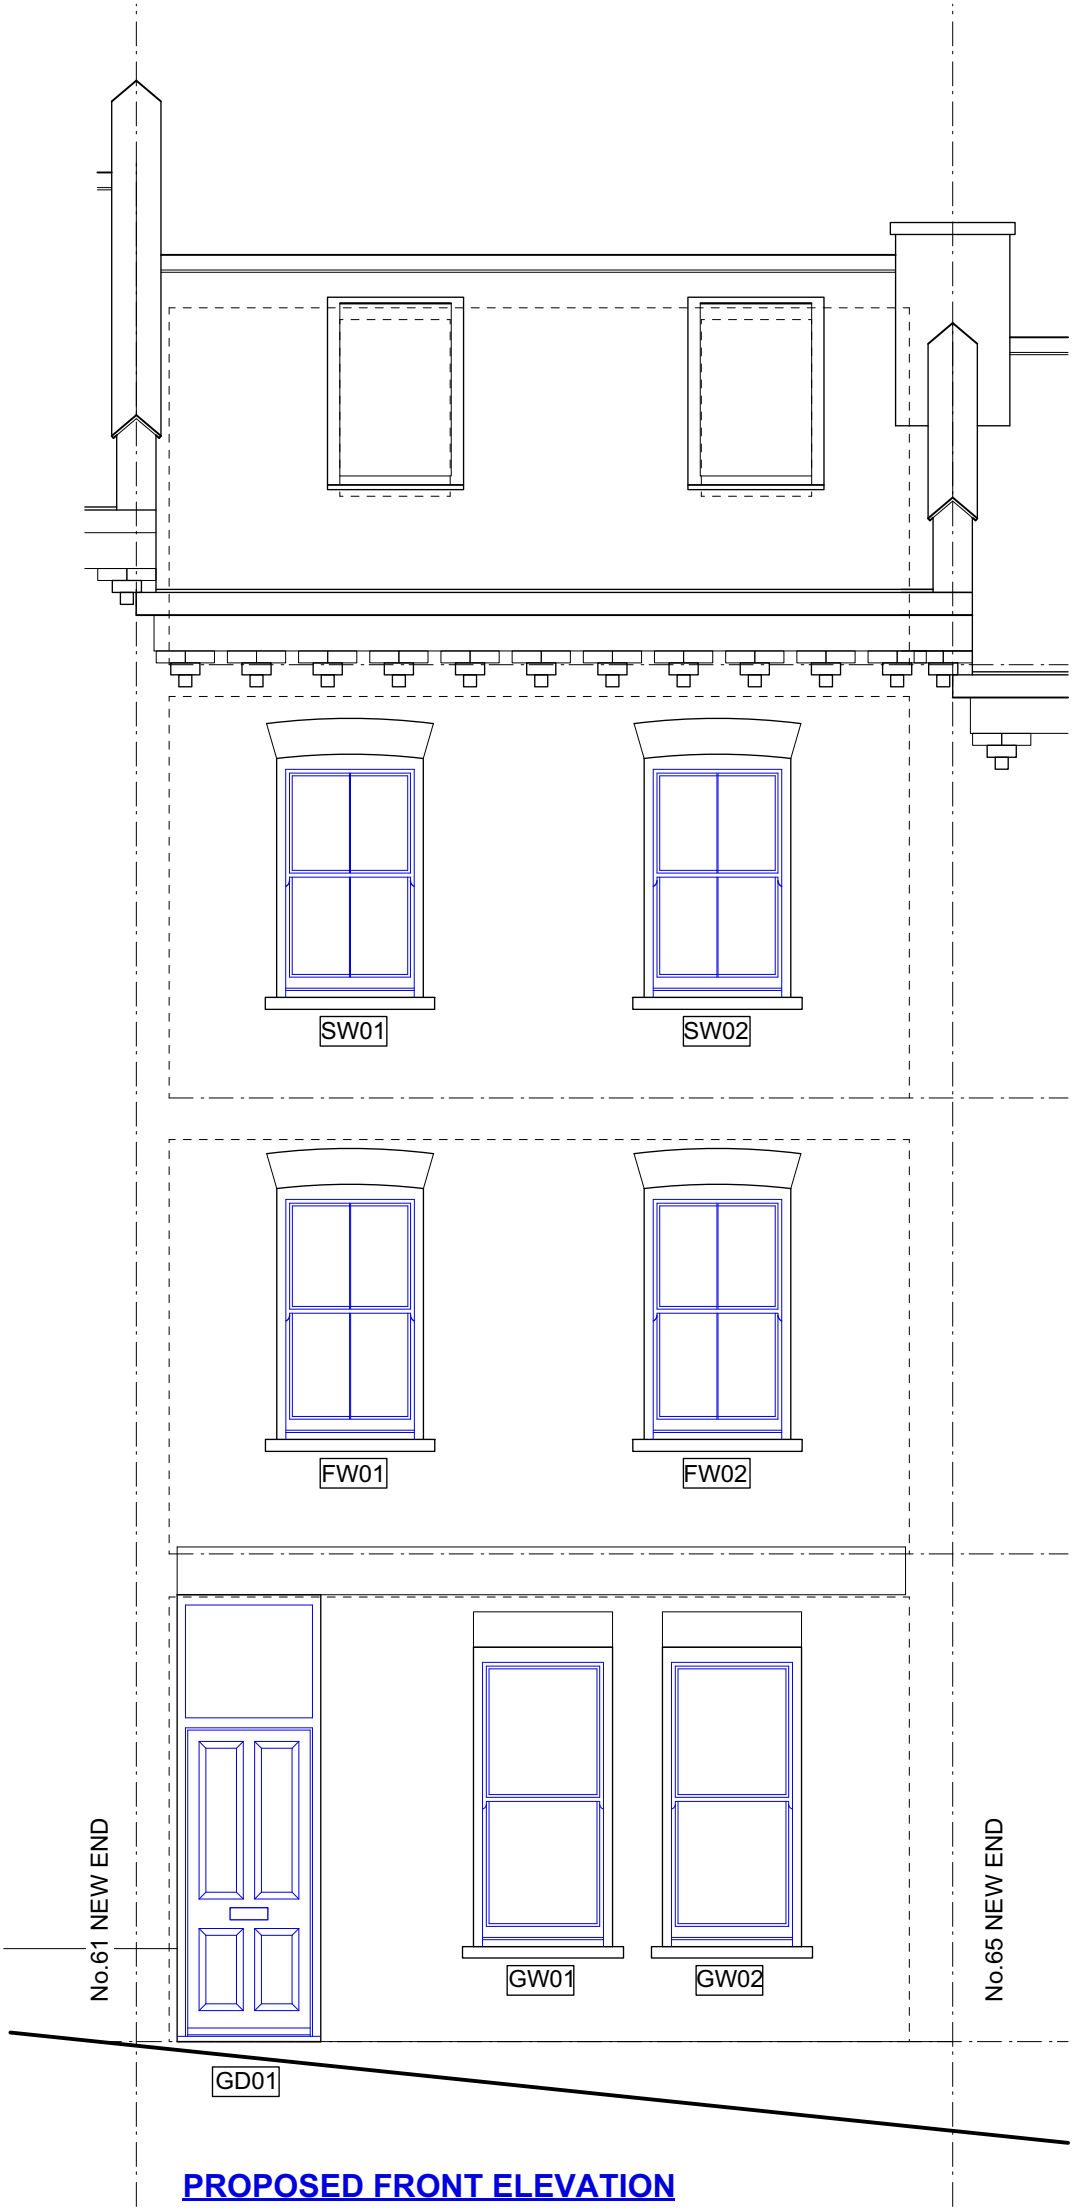 SW01
SW02
FW01
FW02
No.61 NEW END
No.65 NEW END
GW01
GW02
GD01
PROPOSED FRONT ELEVATION